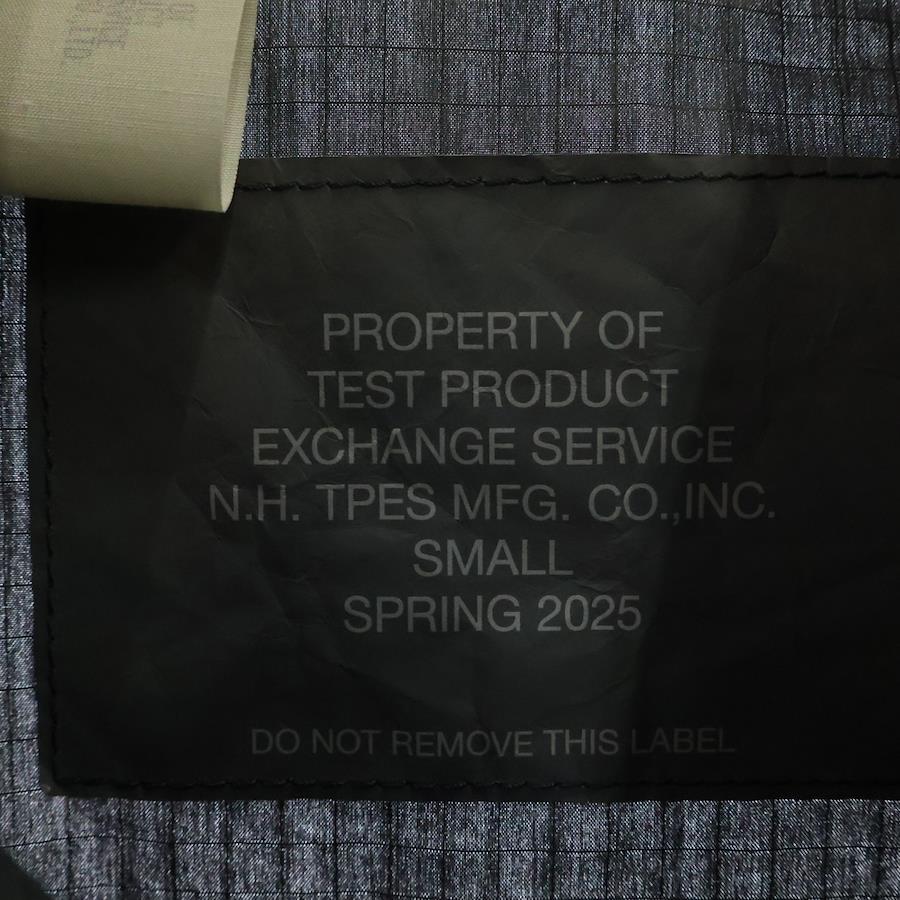 PROPERTY OF
TEST PRODUCT
EXCHANGE SERVICE
N.H. TPES MFG. CO.,INC.
SMALL
SPRING 2025
DO NOT REMOVE THIS LABEL